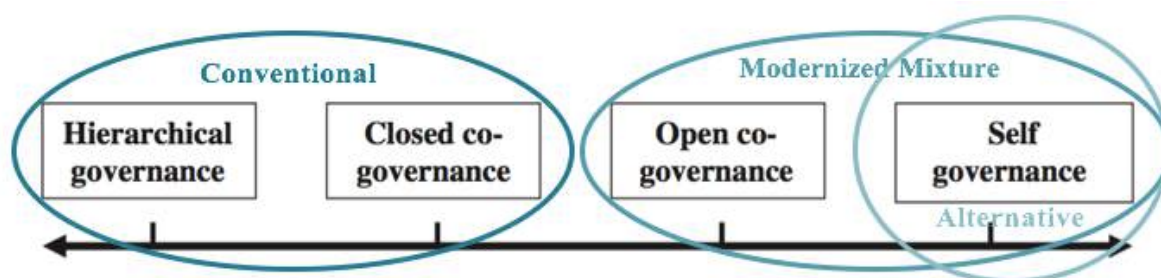 Conventional
Modernized Mixture
Hierarchical
governance
Closed co-
governance
Open co-
governance
Self
governance
Alternative